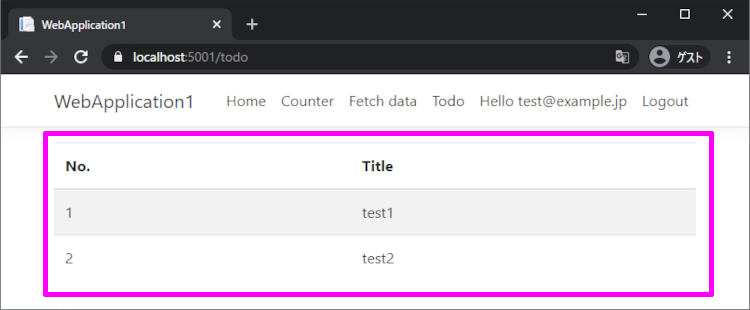 WebApplication1
localhost:5001/todo
ゲスト
WebApplication1 Home Counter Fetch data Todo Hello test@example.jp Logout
No. Title
1 test1
2 test2